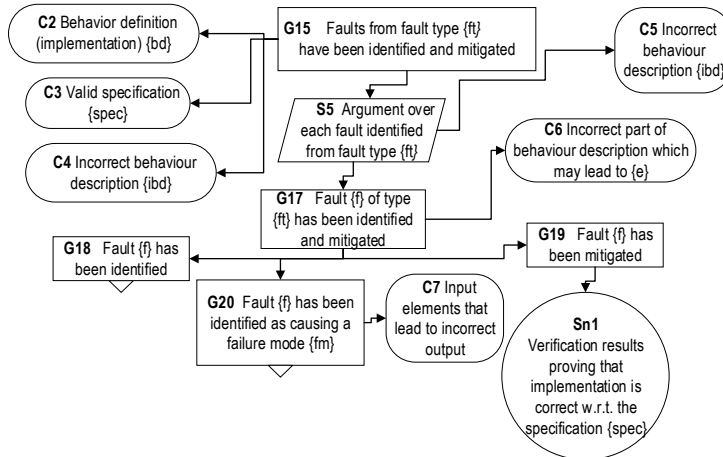 C2 Behavior definition
(implementation) {bd}
G15 Faults from fault type {ft}
have been identified and mitigated
C5 Incorrect
behaviour
description {ibd}
C3 Valid specification
{spec}
S5 Argument over
each fault identified
from fault type {ft}
C4 Incorrect behaviour
description {ibd}
C6 Incorrect part of
behaviour description which
may lead to {e}
G17 Fault {f} of type
{ft} has been identified
and mitigated
G18 Fault {f} has
been identified
G19 Fault {f} has
been mitigated
G20 Fault {f} has been
identified as causing a
failure mode {fm}
C7 Input
elements that
lead to incorrect
output
Sn1
Verification results
proving that
implementation is
correct w.r.t. the
specification {spec}